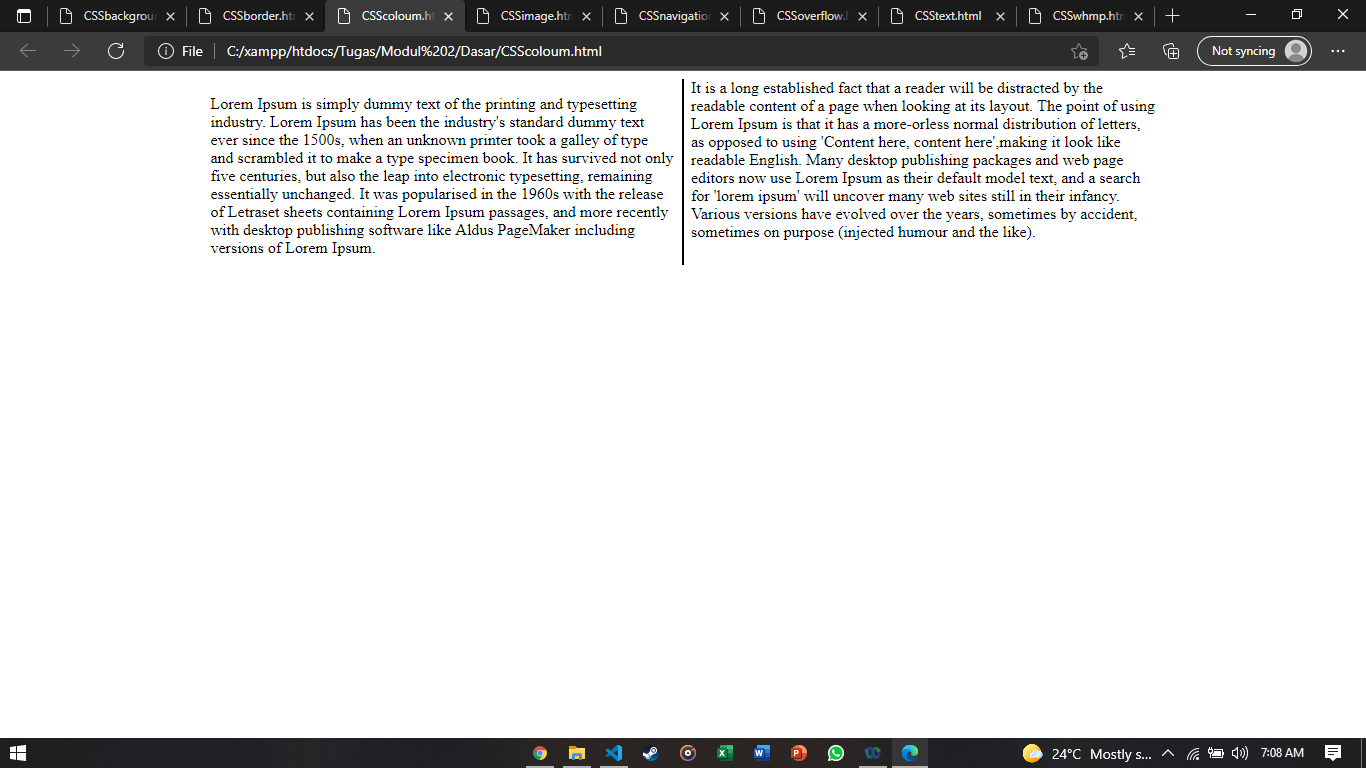 CSSbackgrou
CSSborder.ht
CSScoloum.ht
CSSimage.htm
CSSnavigation
CSSoverflow.h
CSStext.html
CSSwhmp.htm
File
C:/xampp/htdocs/Tugas/Modul%202/Dasar/CSScoloum.html
Not syncing
Lorem Ipsum is simply dummy text of the printing and typesetting
industry. Lorem Ipsum has been the industry's standard dummy text
ever since the 1500s, when an unknown printer took a galley of type
and scrambled it to make a type specimen book. It has survived not only
five centuries, but also the leap into electronic typesetting, remaining
essentially unchanged. It was popularised in the 1960s with the release
of Letraset sheets containing Lorem Ipsum passages, and more recently
with desktop publishing software like Aldus PageMaker including
versions of Lorem Ipsum.
It is a long established fact that a reader will be distracted by the
readable content of a page when looking at its layout. The point of using
Lorem Ipsum is that it has a more-orless normal distribution of letters,
as opposed to using 'Content here, content here',making it look like
readable English. Many desktop publishing packages and web page
editors now use Lorem Ipsum as their default model text, and a search
for 'lorem ipsum' will uncover many web sites still in their infancy.
Various versions have evolved over the years, sometimes by accident,
sometimes on purpose (injected humour and the like).
24°C Mostly s...
7:08 AM